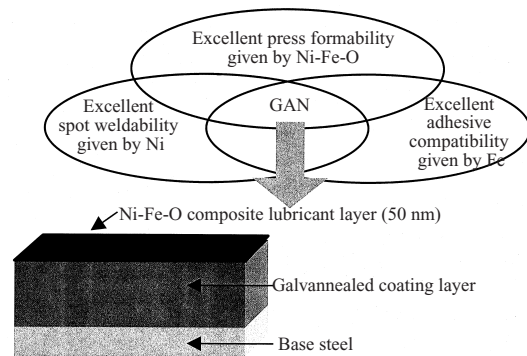 Excellent press formability
given by Ni-Fe-O
Excellent
spot weldability
given by Ni
GAN
Excellent
adhesive
compatibility
given by Fe
Ni-Fe-O composite lubricant layer (50 nm)
Galvannealed coating layer
Base steel